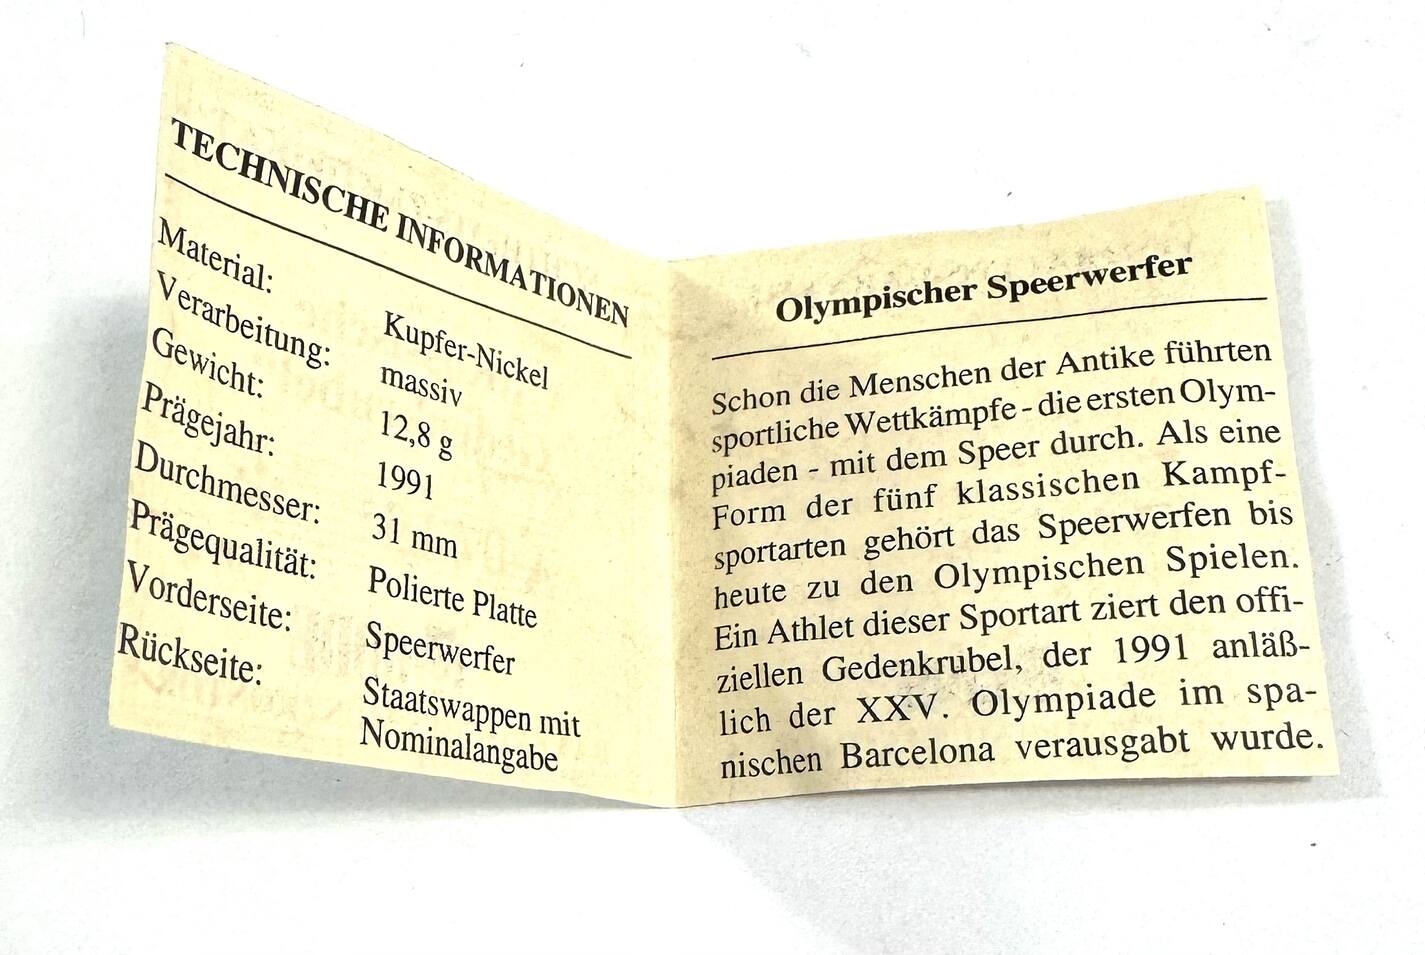 TECHNISCHE INFORMATIONEN
Material: Kupfer-Nickel
Verarbeitung: massiv
Gewicht: 12,8 g
Prägejahr: 1991
Durchmesser: 31 mm
Prägequalität: Polierte Platte
Vorderseite: Speerwerfer
Rückseite: Staatswappen mit
Nominalangabe
Olympischer Speerwerfer
Schon die Menschen der Antike führten
sportliche Wettkämpfe - die ersten Olym-
piaden - mit dem Speer durch. Als eine
Form der fünf klassischen Kampf-
sportarten gehört das Speerwerfen bis
heute zu den Olympischen Spielen.
Ein Athlet dieser Sportart ziert den offi-
ziellen Gedenkrubel, der 1991 anläß-
lich der XXV. Olympiade im spa-
nischen Barcelona verausgabt wurde.